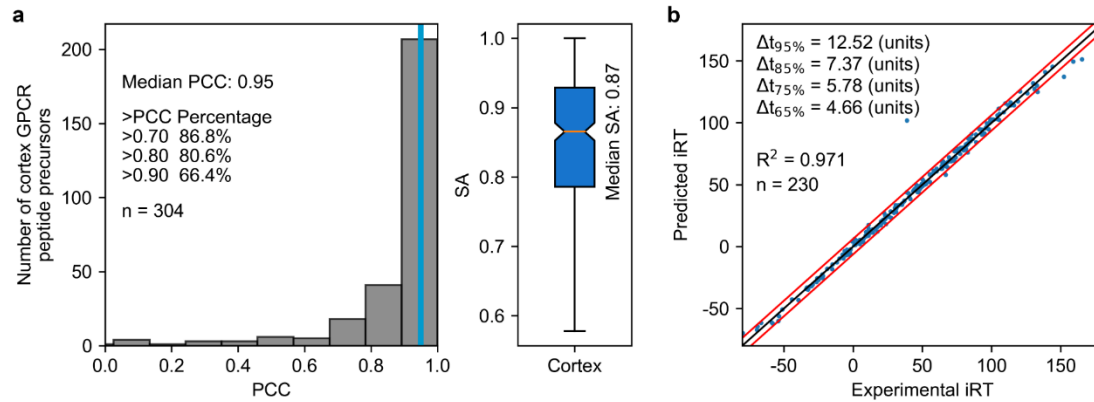 a
Number of cortex GPCR
peptide precursors
200
150
100
50
0
Median PCC: 0.95
>PCC Percentage
>0.70 86.8%
>0.80 80.6%
>0.90 66.4%
n = 304
0.0 0.2 0.4 0.6 0.8 1.0
PCC
SA
1.0
0.9
0.8
0.7
0.6
Median SA: 0.87
Cortex
b
Predicted iRT
150
100
50
0
-50
Δt95% = 12.52 (units)
Δt85% = 7.37 (units)
Δt75% = 5.78 (units)
Δt65% = 4.66 (units)
R² = 0.971
n = 230
-50 0 50 100 150
Experimental iRT